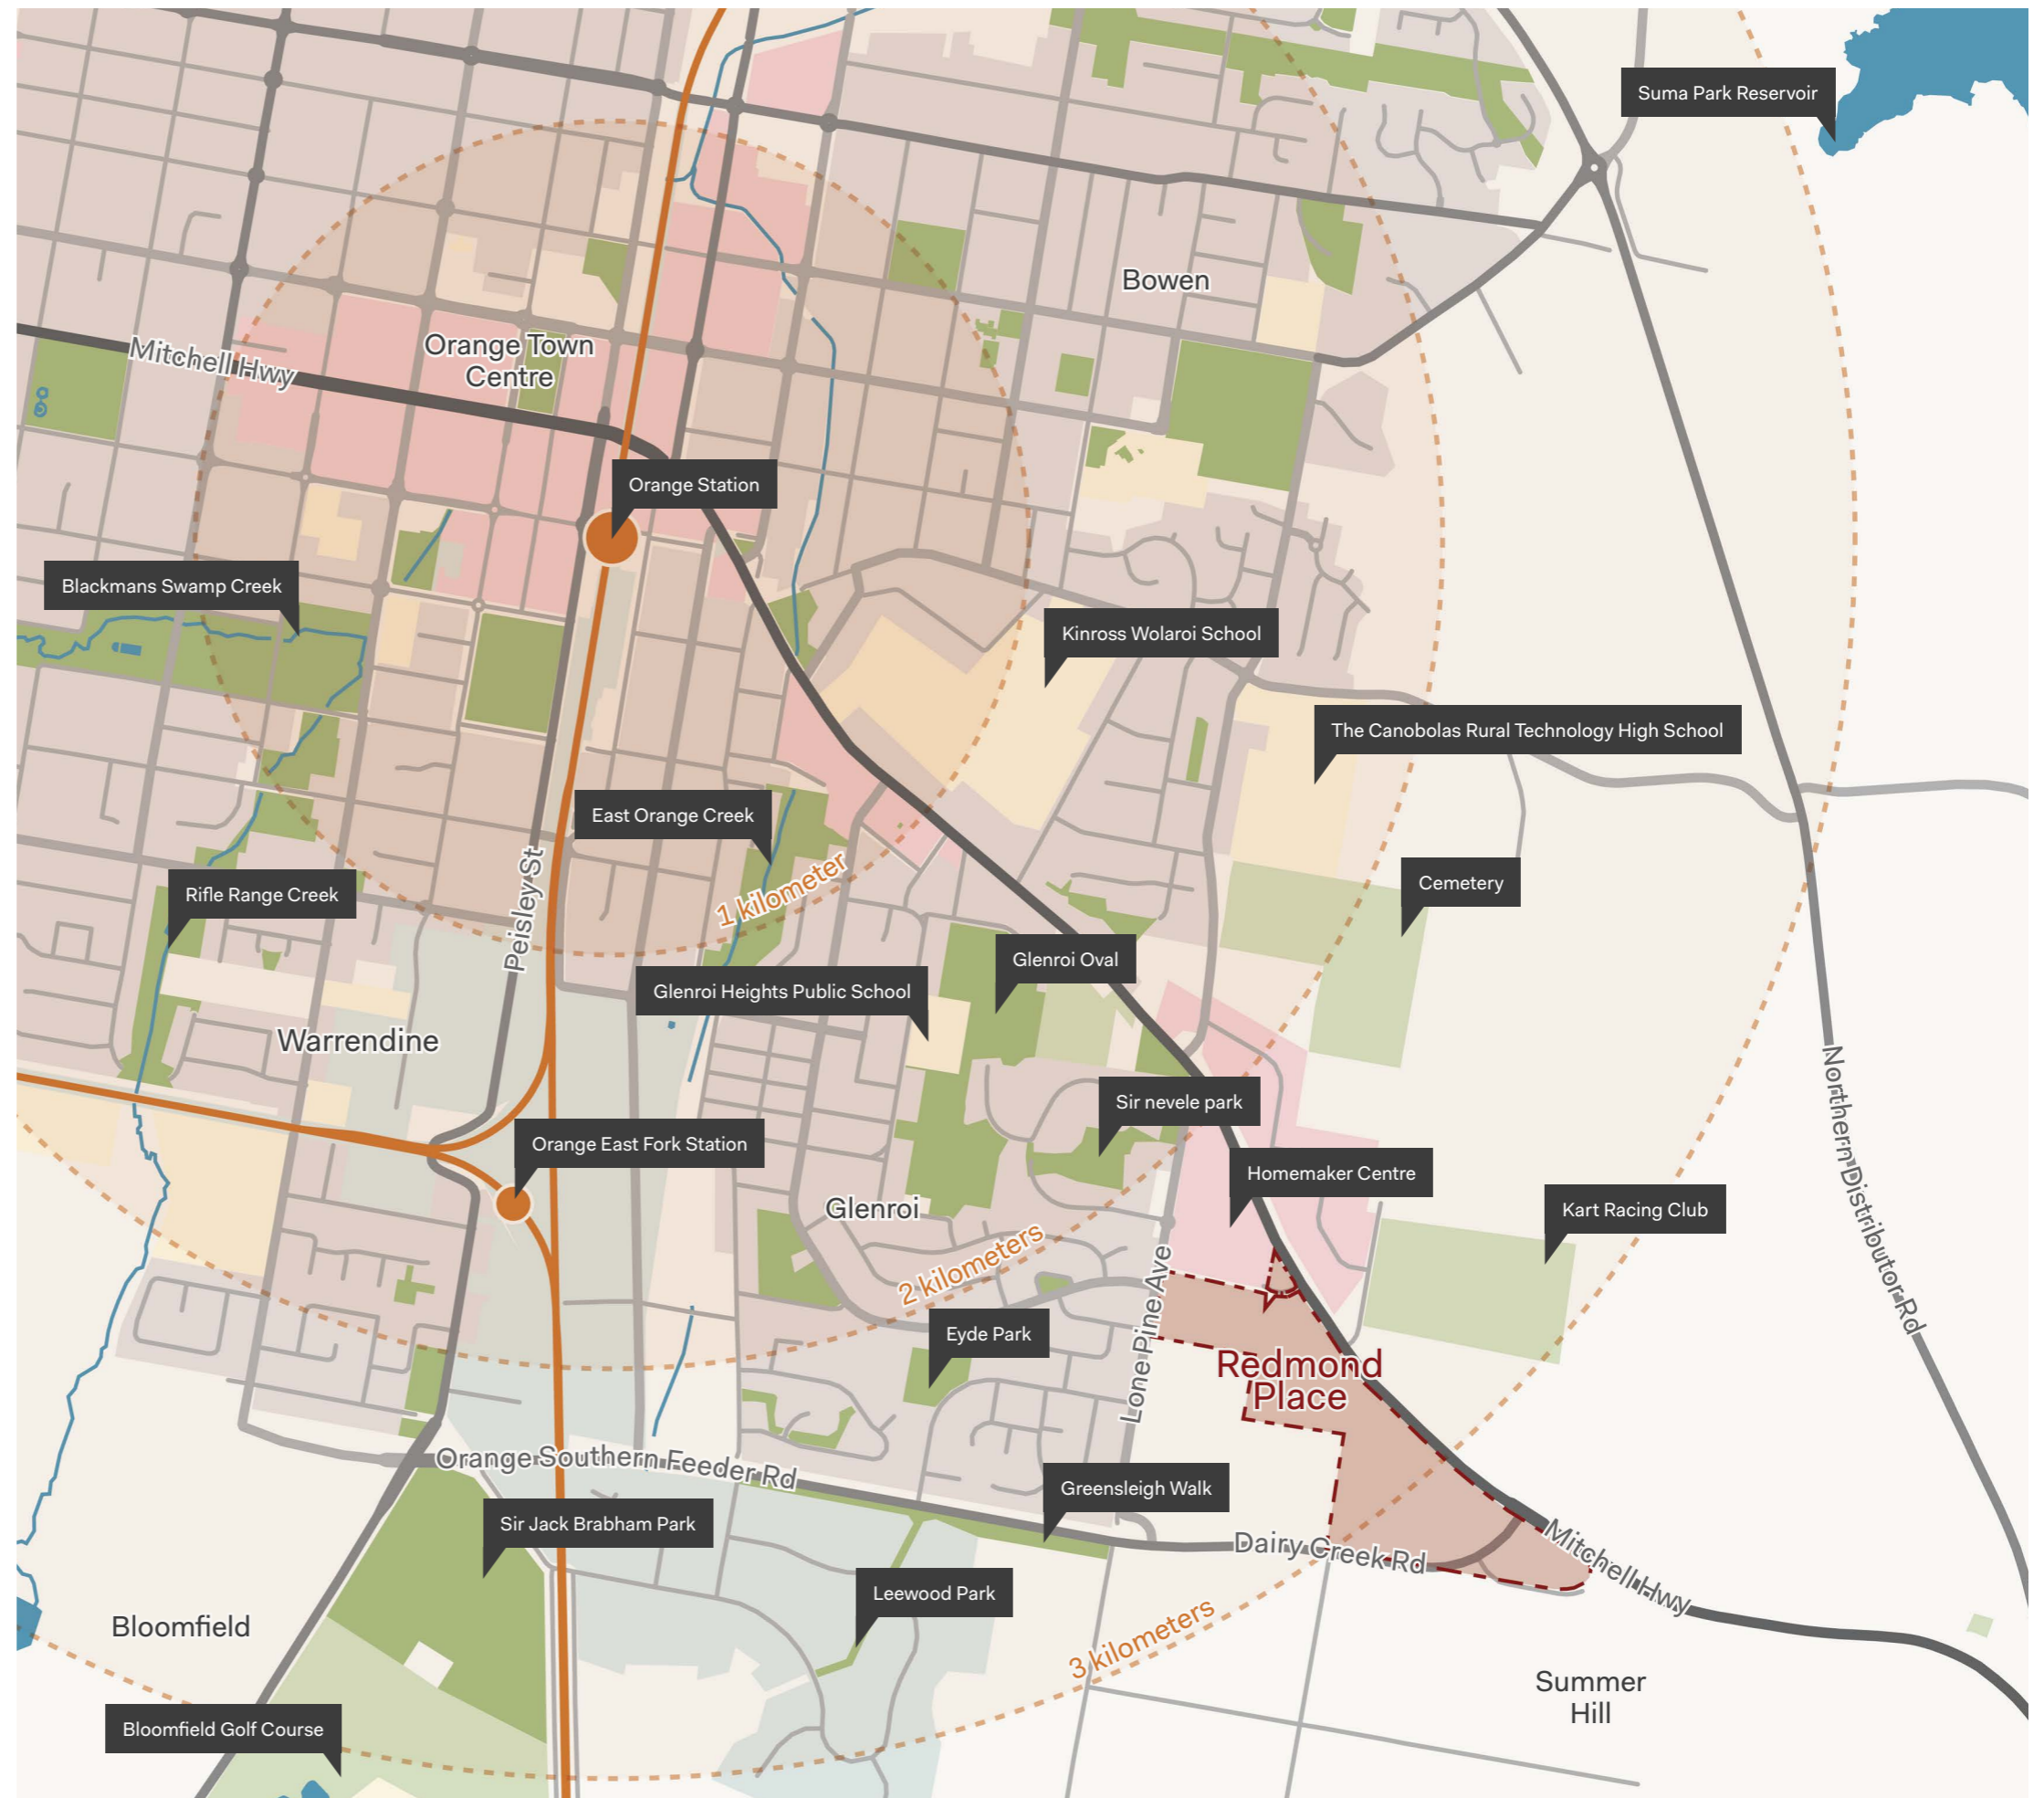 Suma Park Reservoir
Bowen
Mitchell Hwy
Orange Town
Centre
Orange Station
Blackmans Swamp Creek
Kinross Wolaroi School
The Canobolas Rural Technology High School
East Orange Creek
Cemetery
Rifle Range Creek
Peisley St
1 kilometer
Glenroi Oval
Glenroi Heights Public School
Warrendine
Sir nevele park
Northern Distributor Rd
Orange East Fork Station
Homemaker Centre
Glenroi
Kart Racing Club
2 kilometers
Lone Pine Ave
Eyde Park
Redmond
Place
Orange Southern Feeder Rd
Greensleigh Walk
Sir Jack Brabham Park
Dairy Creek Rd
Mitchell Hwy
Leewood Park
Bloomfield
3 kilometers
Summer
Hill
Bloomfield Golf Course